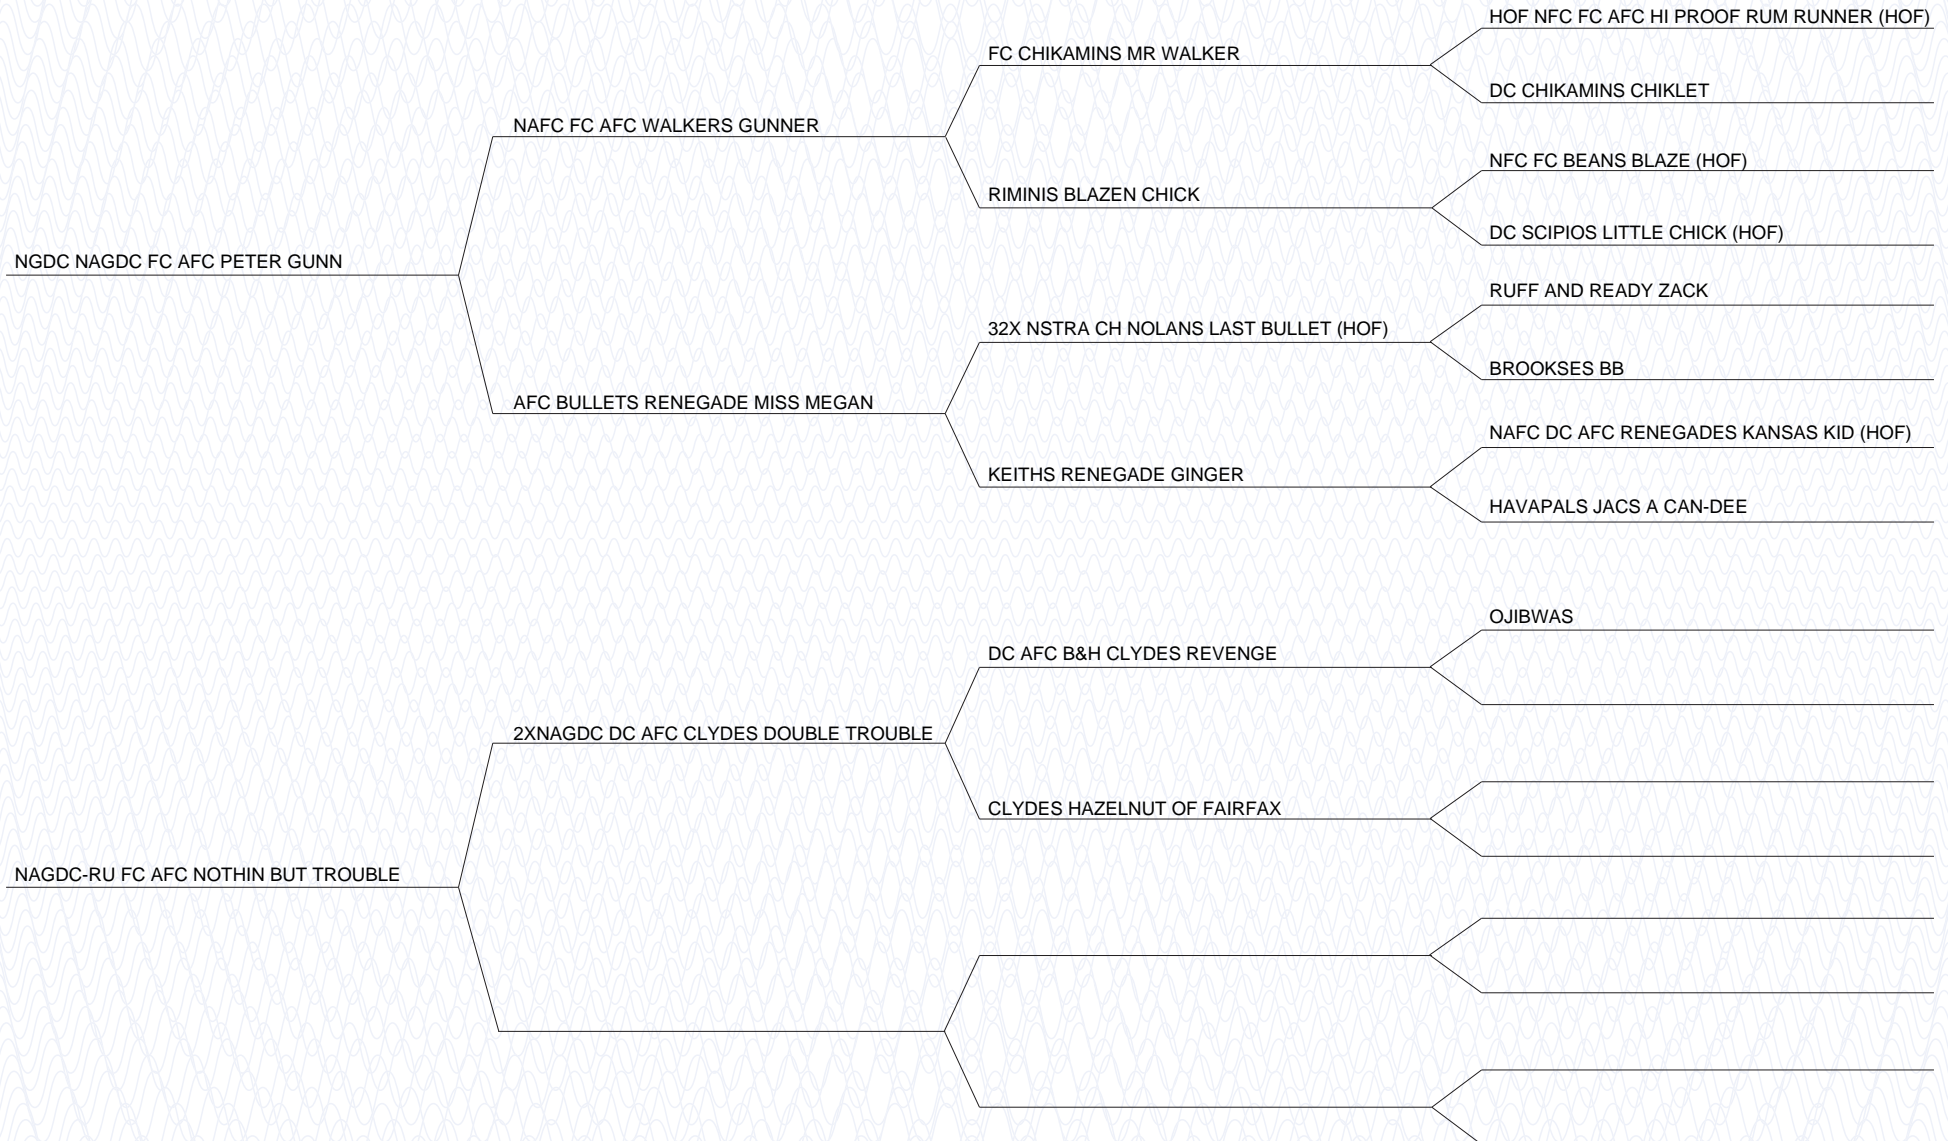 HOF NFC FC AFC HI PROOF RUM RUNNER (HOF)
FC CHIKAMINS MR WALKER
DC CHIKAMINS CHIKLET
NAFC FC AFC WALKERS GUNNER
NFC FC BEANS BLAZE (HOF)
RIMINIS BLAZEN CHICK
DC SCIPIOS LITTLE CHICK (HOF)
NGDC NAGDC FC AFC PETER GUNN
RUFF AND READY ZACK
32X NSTRA CH NOLANS LAST BULLET (HOF)
BROOKSES BB
AFC BULLETS RENEGADE MISS MEGAN
NAFC DC AFC RENEGADES KANSAS KID (HOF)
KEITHS RENEGADE GINGER
HAVAPALS JACS A CAN-DEE
OJIBWAS
DC AFC B&H CLYDES REVENGE
2XNAGDC DC AFC CLYDES DOUBLE TROUBLE
CLYDES HAZELNUT OF FAIRFAX
NAGDC-RU FC AFC NOTHIN BUT TROUBLE